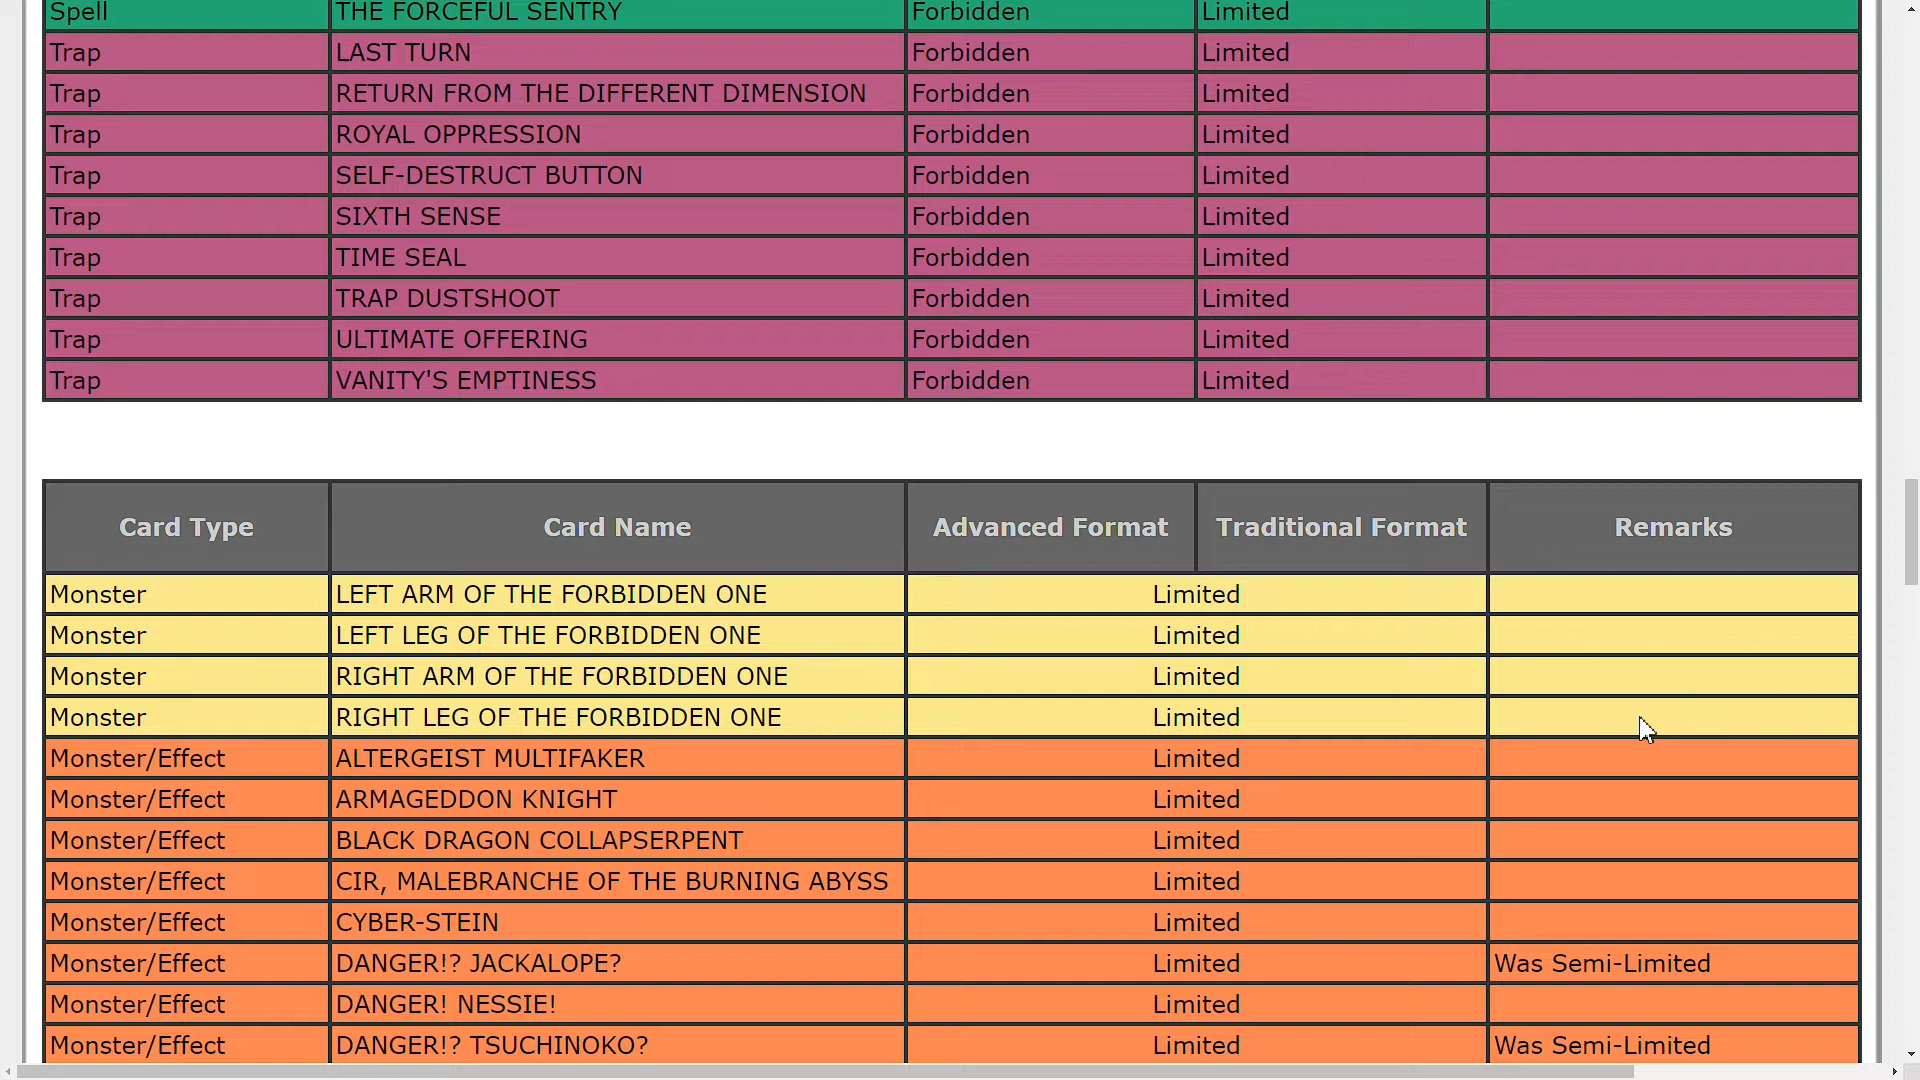 Spell THE FORCEFUL SENTRY Forbidden Limited
Trap LAST TURN Forbidden Limited
Trap RETURN FROM THE DIFFERENT DIMENSION Forbidden Limited
Trap ROYAL OPPRESSION Forbidden Limited
Trap SELF-DESTRUCT BUTTON Forbidden Limited
Trap SIXTH SENSE Forbidden Limited
Trap TIME SEAL Forbidden Limited
Trap TRAP DUSTSHOOT Forbidden Limited
Trap ULTIMATE OFFERING Forbidden Limited
Trap VANITY'S EMPTINESS Forbidden Limited
Card Type Card Name Advanced Format Traditional Format Remarks
Monster LEFT ARM OF THE FORBIDDEN ONE Limited
Monster LEFT LEG OF THE FORBIDDEN ONE Limited
Monster RIGHT ARM OF THE FORBIDDEN ONE Limited
Monster RIGHT LEG OF THE FORBIDDEN ONE Limited
Monster/Effect ALTERGEIST MULTIFAKER Limited
Monster/Effect ARMAGEDDON KNIGHT Limited
Monster/Effect BLACK DRAGON COLLAPSERPENT Limited
Monster/Effect CIR, MALEBRANCHE OF THE BURNING ABYSS Limited
Monster/Effect CYBER-STEIN Limited
Monster/Effect DANGER!? JACKALOPE? Limited Was Semi-Limited
Monster/Effect DANGER! NESSIE! Limited
Monster/Effect DANGER!? TSUCHINOKO? Limited Was Semi-Limited